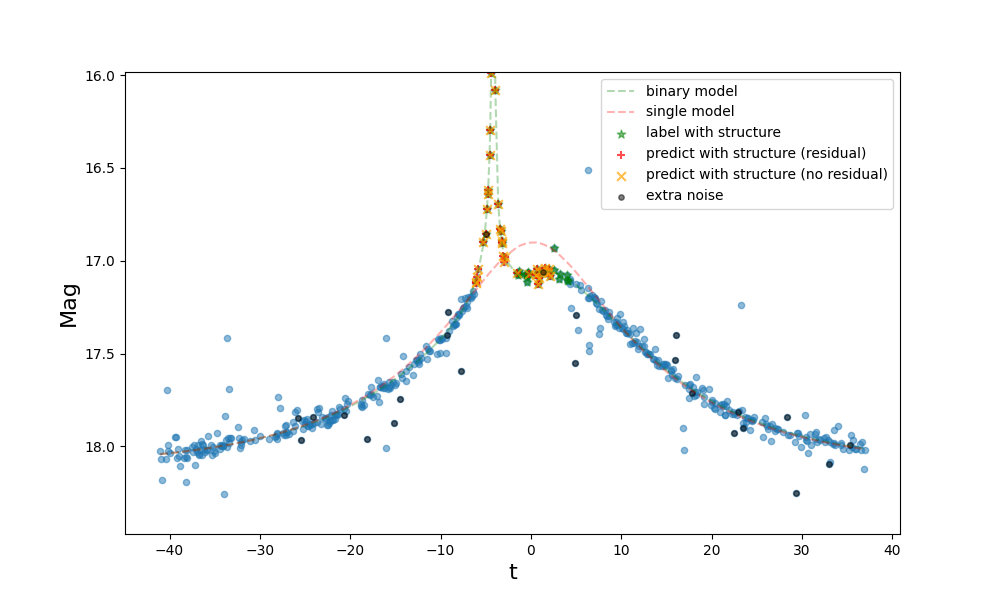 16.0
16.5
17.0
17.5
18.0
Mag
−40
−30
−20
−10
0
10
20
30
40
t
binary model
single model
label with structure
predict with structure (residual)
predict with structure (no residual)
extra noise